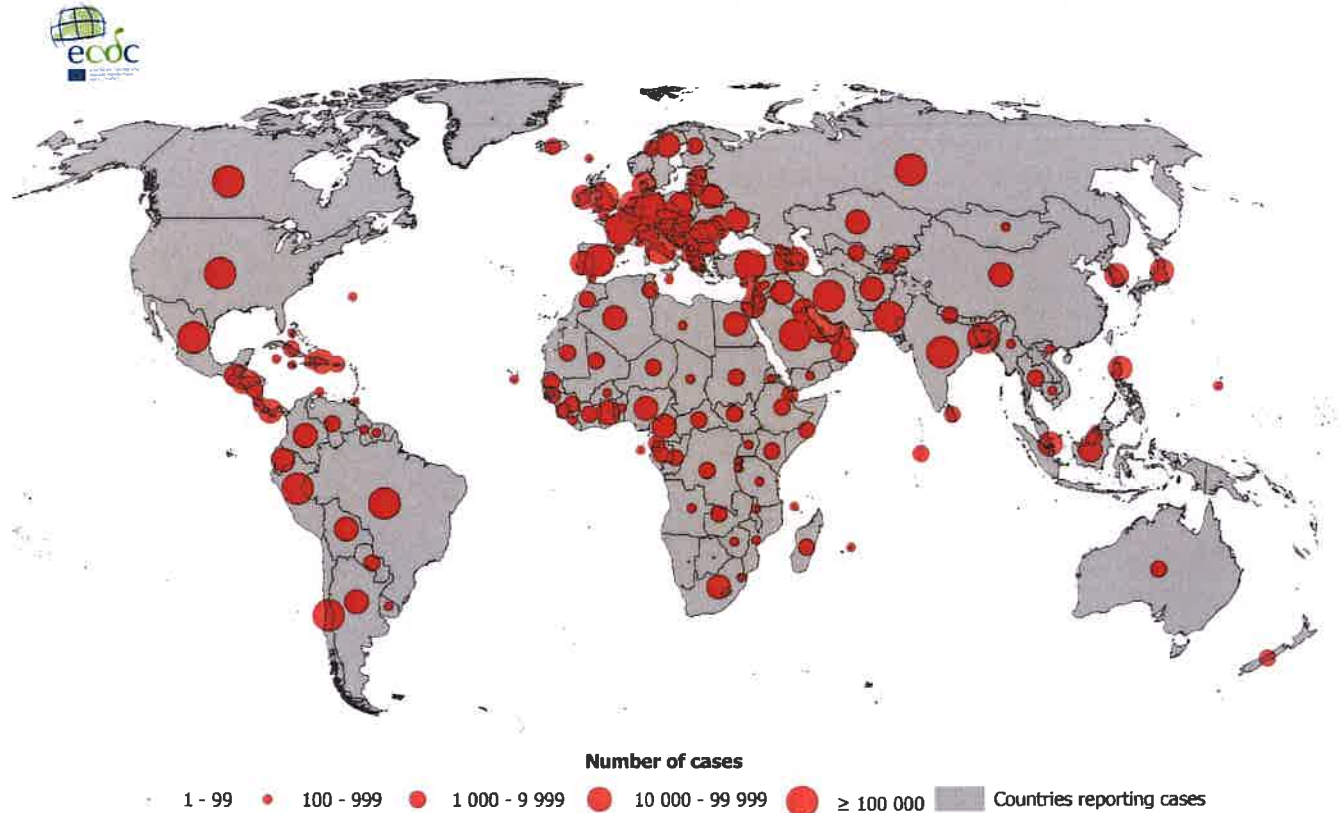 ecdc
Number of cases
1 - 99
100 - 999
1 000 - 9 999
10 000 - 99 999
≥ 100 000
Countries reporting cases